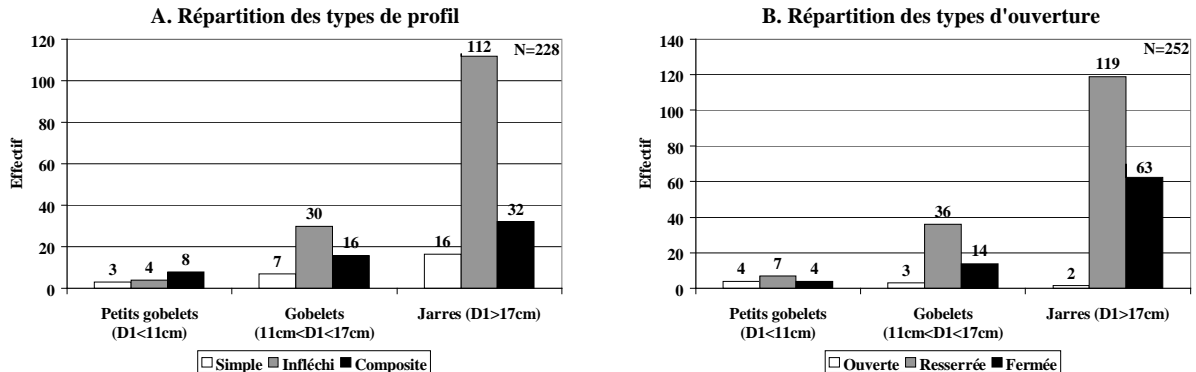 A. Répartition des types de profil
N=228
Effectif
120
100
80
60
40
20
0
3 4 8
7 30 16
16 112 32
Petits gobelets (D1<11cm)
Gobelets (11cm<D1<17cm)
Jarres (D1>17cm)
Simple Infléchi Composite
B. Répartition des types d'ouverture
N=252
Effectif
140
120
100
80
60
40
20
0
4 7 4
3 36 14
2 119 63
Petits gobelets (D1<11cm)
Gobelets (11cm<D1<17cm)
Jarres (D1>17cm)
Ouverte Resserrée Fermée